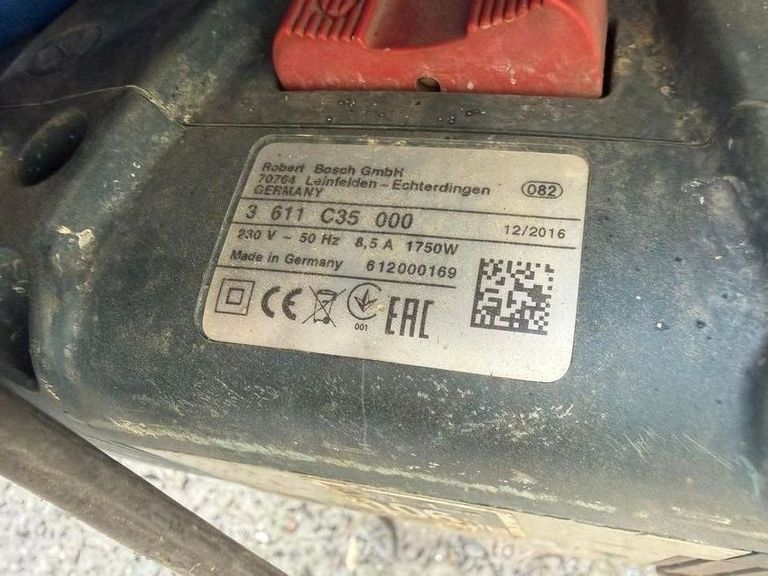 Robert Bosch GmbH
70764 Leinfelden - Echterdingen
GERMANY
082
3 611 C35 000
12/2016
230 V ~ 50 Hz 8,5 A 1750W
Made in Germany 612000169
CE
001
EAC